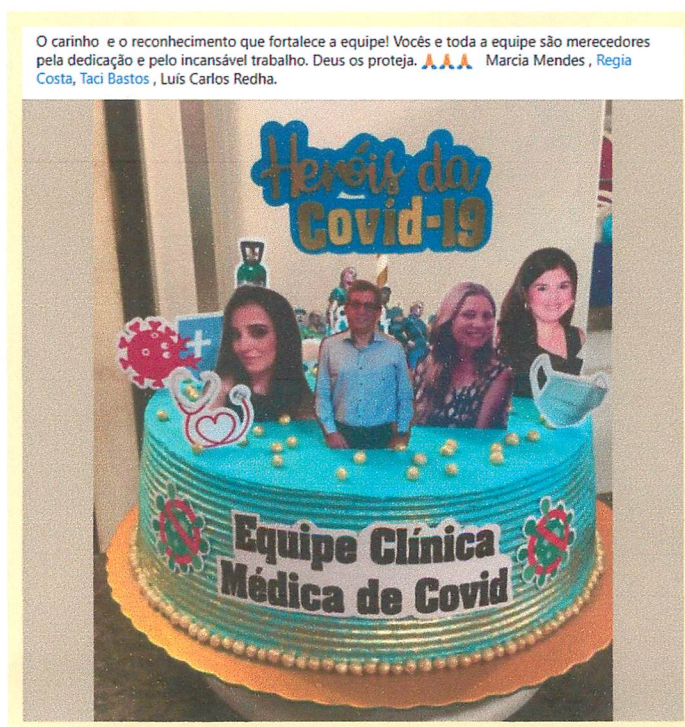 O carinho e o reconhecimento que fortalece a equipe! Vocês e toda a equipe são merecedores
pela dedicação e pelo incansável trabalho. Deus os proteja. 🙏🙏🙏 Marcia Mendes , Regia
Costa, Taci Bastos , Luís Carlos Redha.
Heróis da
Covid-19
Equipe Clínica
Médica de Covid